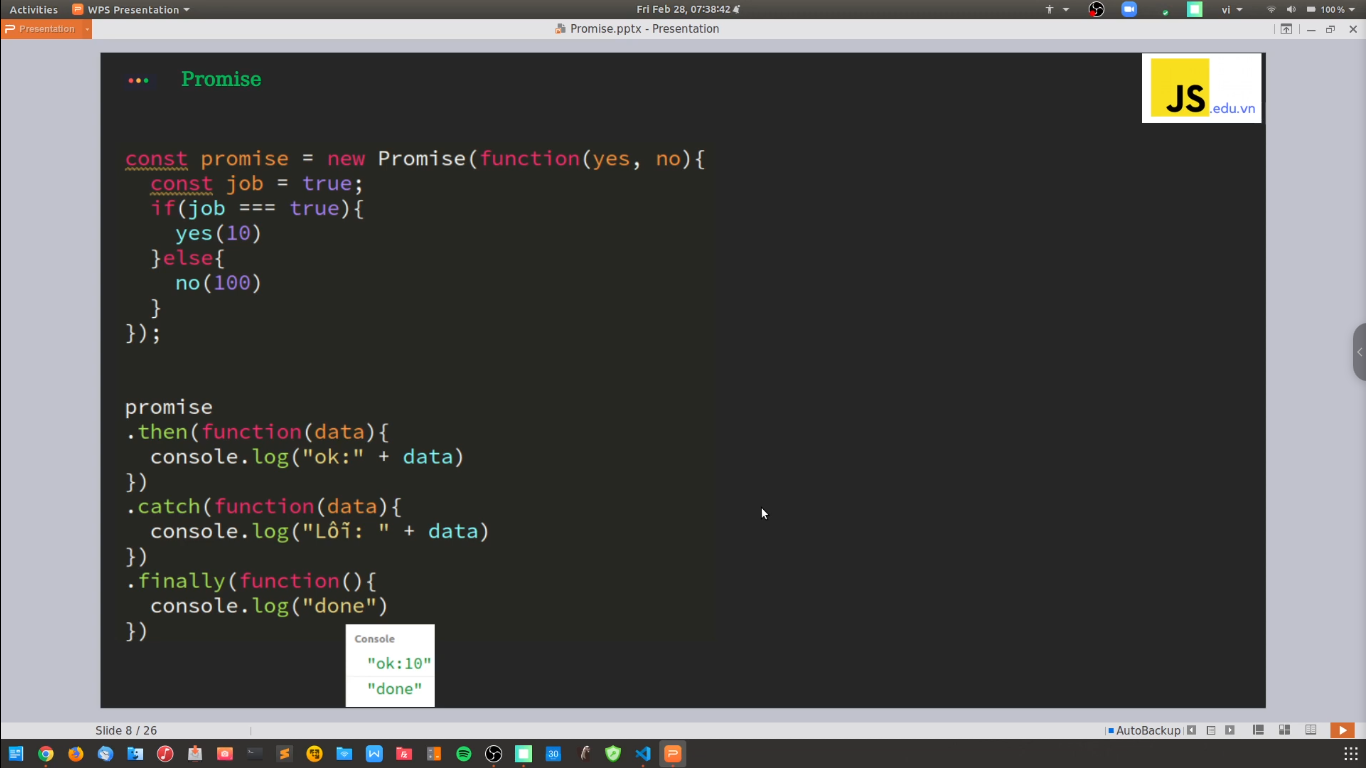 Activities WPS Presentation Fri Feb 28, 07:38:42 vi 100 %
Presentation Promise.pptx - Presentation
Promise
JS .edu.vn
const promise = new Promise(function(yes, no){
  const job = true;
  if(job === true){
    yes(10)
  }else{
    no(100)
  }
});
promise
.then(function(data){
  console.log("ok:" + data)
})
.catch(function(data){
  console.log("Lỗi: " + data)
})
.finally(function(){
  console.log("done")
})
Console
"ok:10"
"done"
Slide 8 / 26 AutoBackup
30